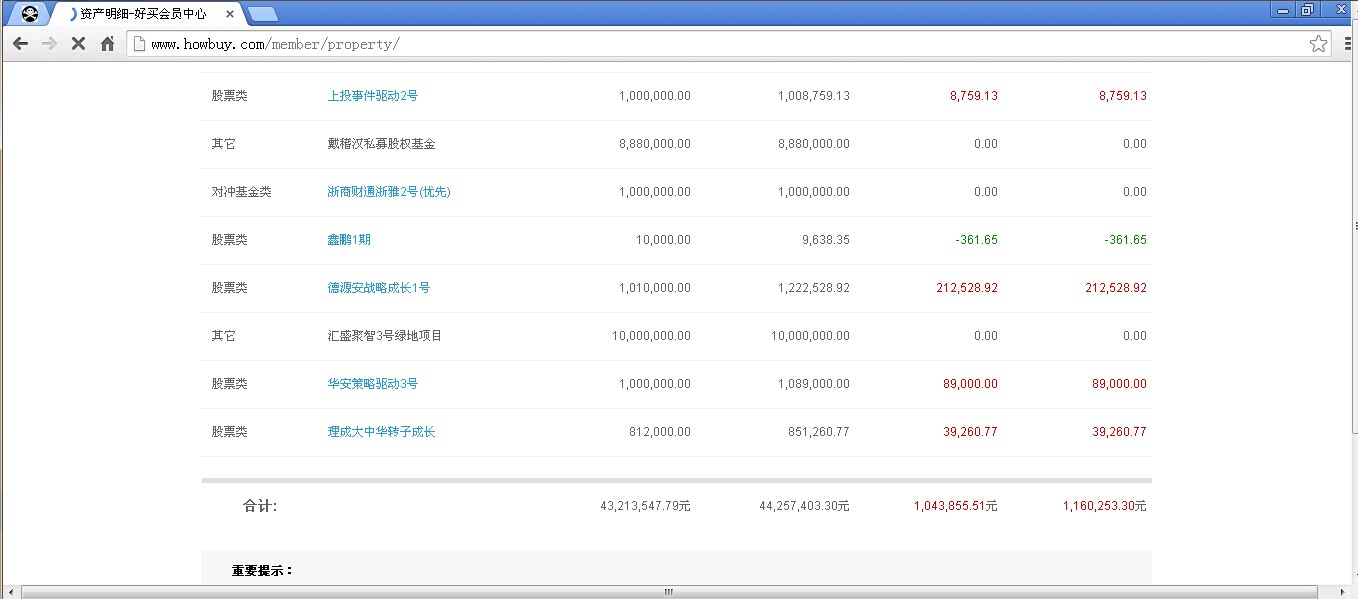 资产明细-好买会员中心
www.howbuy.com/member/property/
股票类 上投事件驱动2号 1,000,000.00 1,008,759.13 8,759.13 8,759.13
其它 戴稽汉私募股权基金 8,880,000.00 8,880,000.00 0.00 0.00
对冲基金类 浙商财通浙雅2号(优先) 1,000,000.00 1,000,000.00 0.00 0.00
股票类 鑫鹏1期 10,000.00 9,638.35 -361.65 -361.65
股票类 德源安战略成长1号 1,010,000.00 1,222,528.92 212,528.92 212,528.92
其它 汇盛聚智3号绿地项目 10,000,000.00 10,000,000.00 0.00 0.00
股票类 华安策略驱动3号 1,000,000.00 1,089,000.00 89,000.00 89,000.00
股票类 理成大中华转子成长 812,000.00 851,260.77 39,260.77 39,260.77
合计: 43,213,547.79元 44,257,403.30元 1,043,855.51元 1,160,253.30元
重要提示：